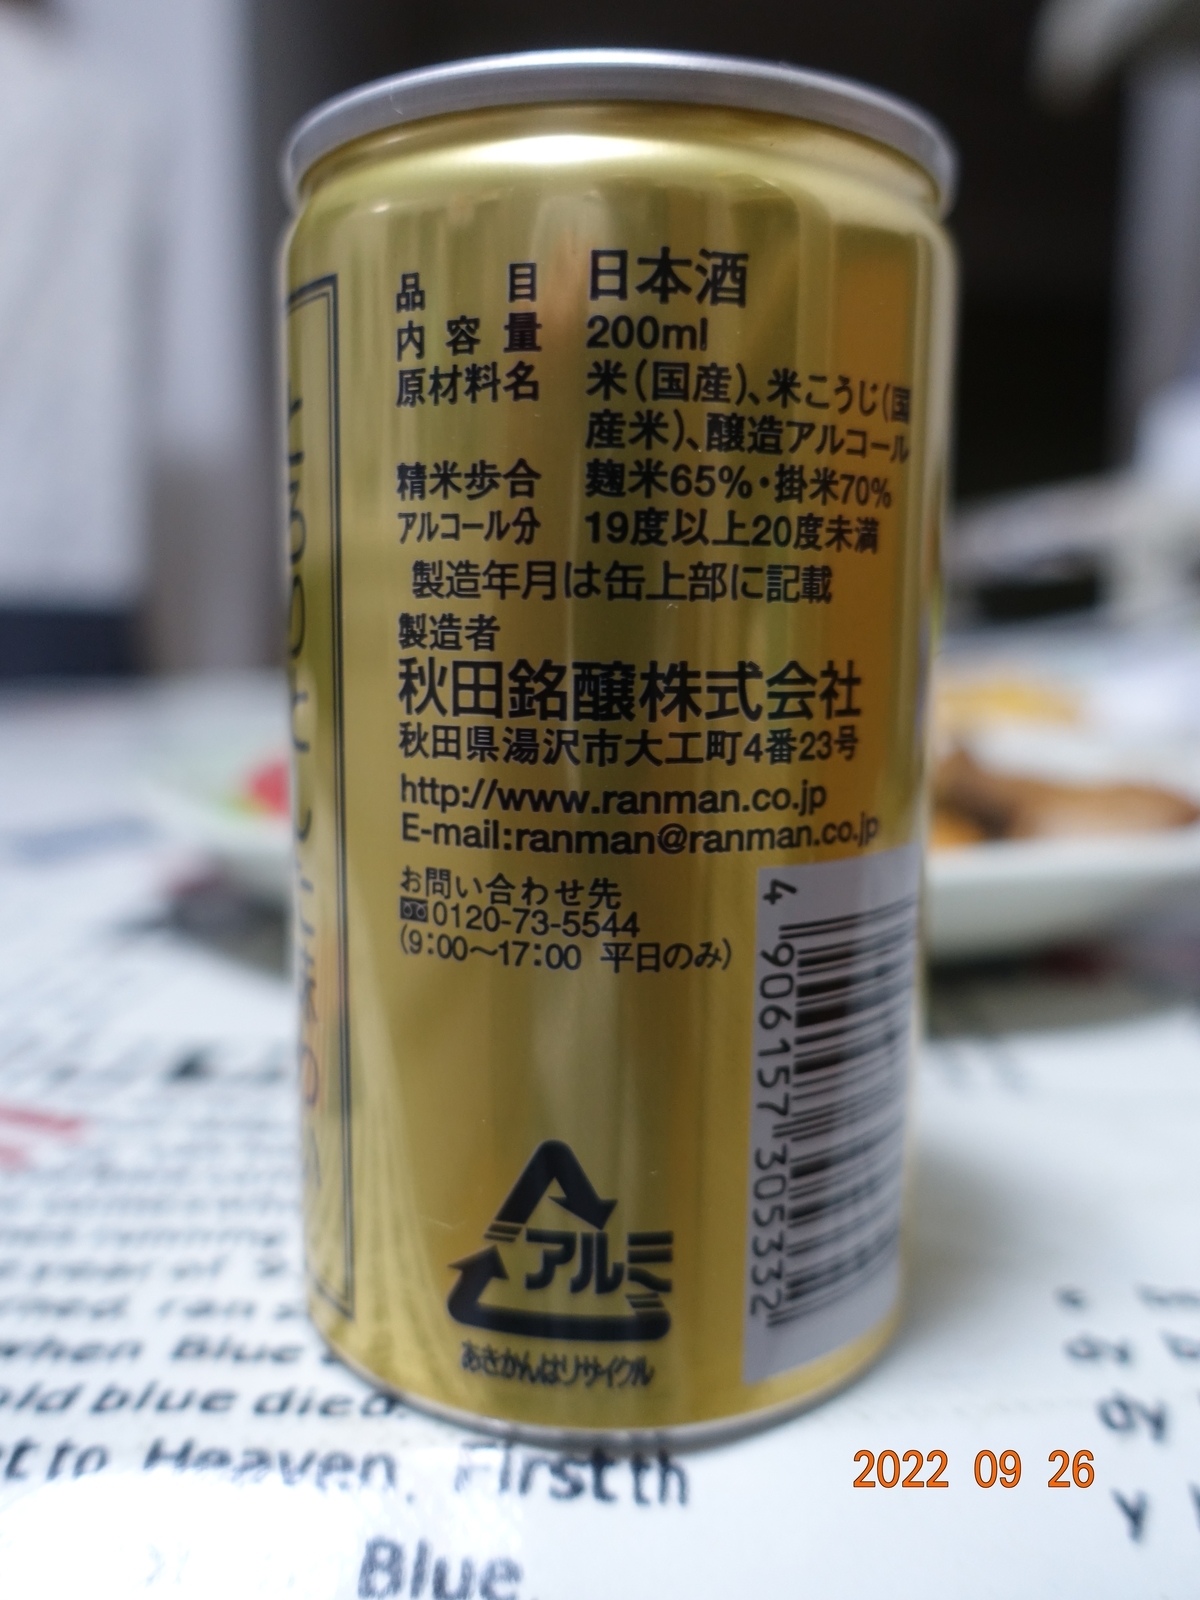 品目 日本酒
内容量 200ml
原材料名 米(国産)、米こうじ(国
産米)、醸造アルコール
精米歩合 麹米65%・掛米70%
アルコール分 19度以上20度未満
製造年月は缶上部に記載
製造者
秋田銘醸株式会社
秋田県湯沢市大工町4番23号
http://www.ranman.co.jp
E-mail:ranman@ranman.co.jp
お問い合わせ先
0120-73-5544
(9:00〜17:00 平日のみ)
4 906157 305332
アルミ
あきかんはリサイクル
when Blue
old blue died.
to Heaven. Firstth
Blue.
2022 09 26